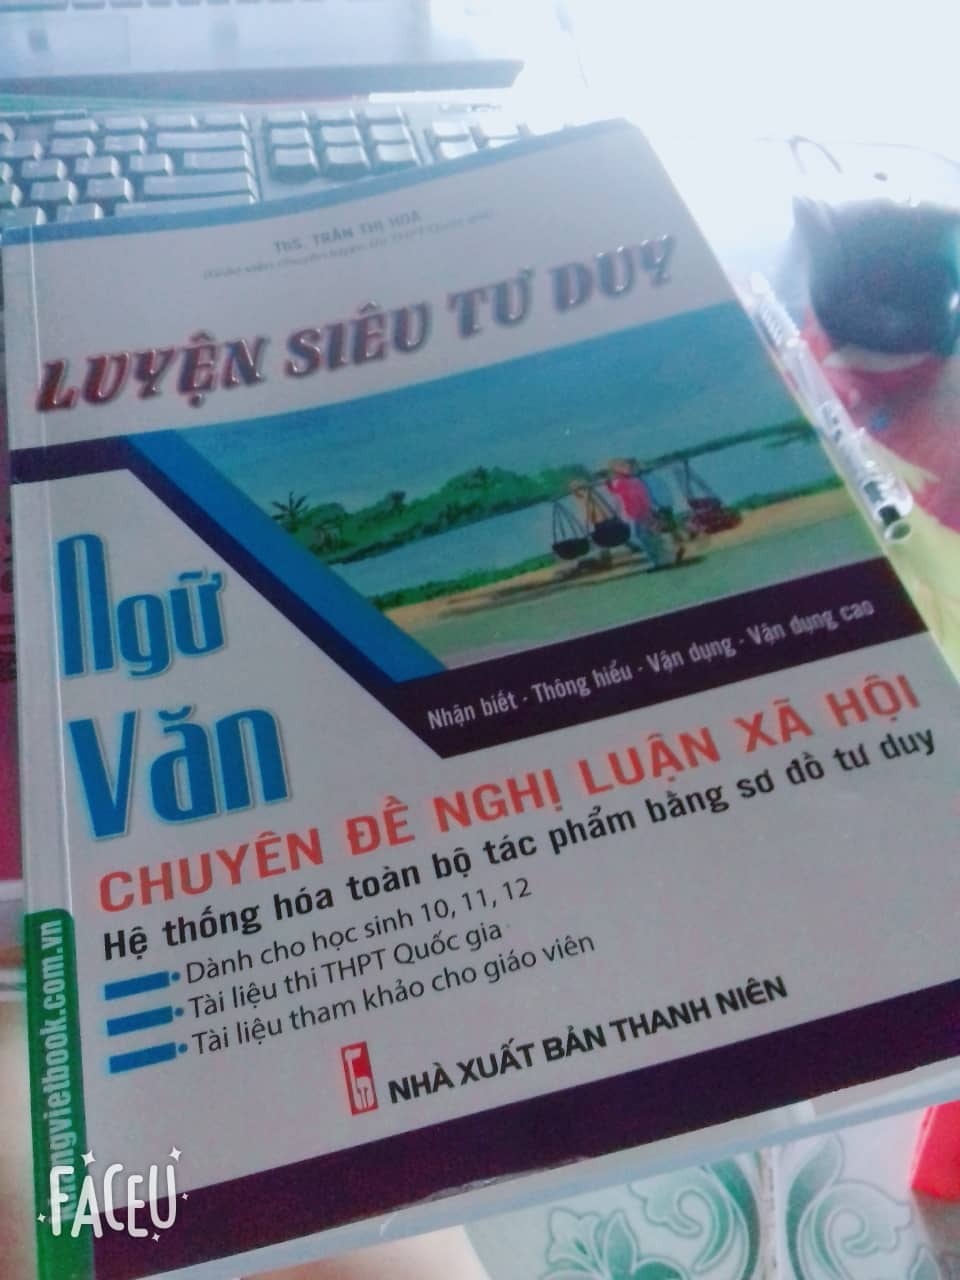 ThS. TRẦN THỊ HOA
LUYỆN SIÊU TƯ DUY
Ngữ
Văn
Nhận biết · Thông hiểu · Vận dụng · Vận dụng cao
CHUYÊN ĐỀ NGHỊ LUẬN XÃ HỘI
Hệ thống hóa toàn bộ tác phẩm bằng sơ đồ tư duy
Dành cho học sinh 10, 11, 12
Tài liệu thi THPT Quốc gia
Tài liệu tham khảo cho giáo viên
NHÀ XUẤT BẢN THANH NIÊN
khangvietbook.com.vn
FACEU